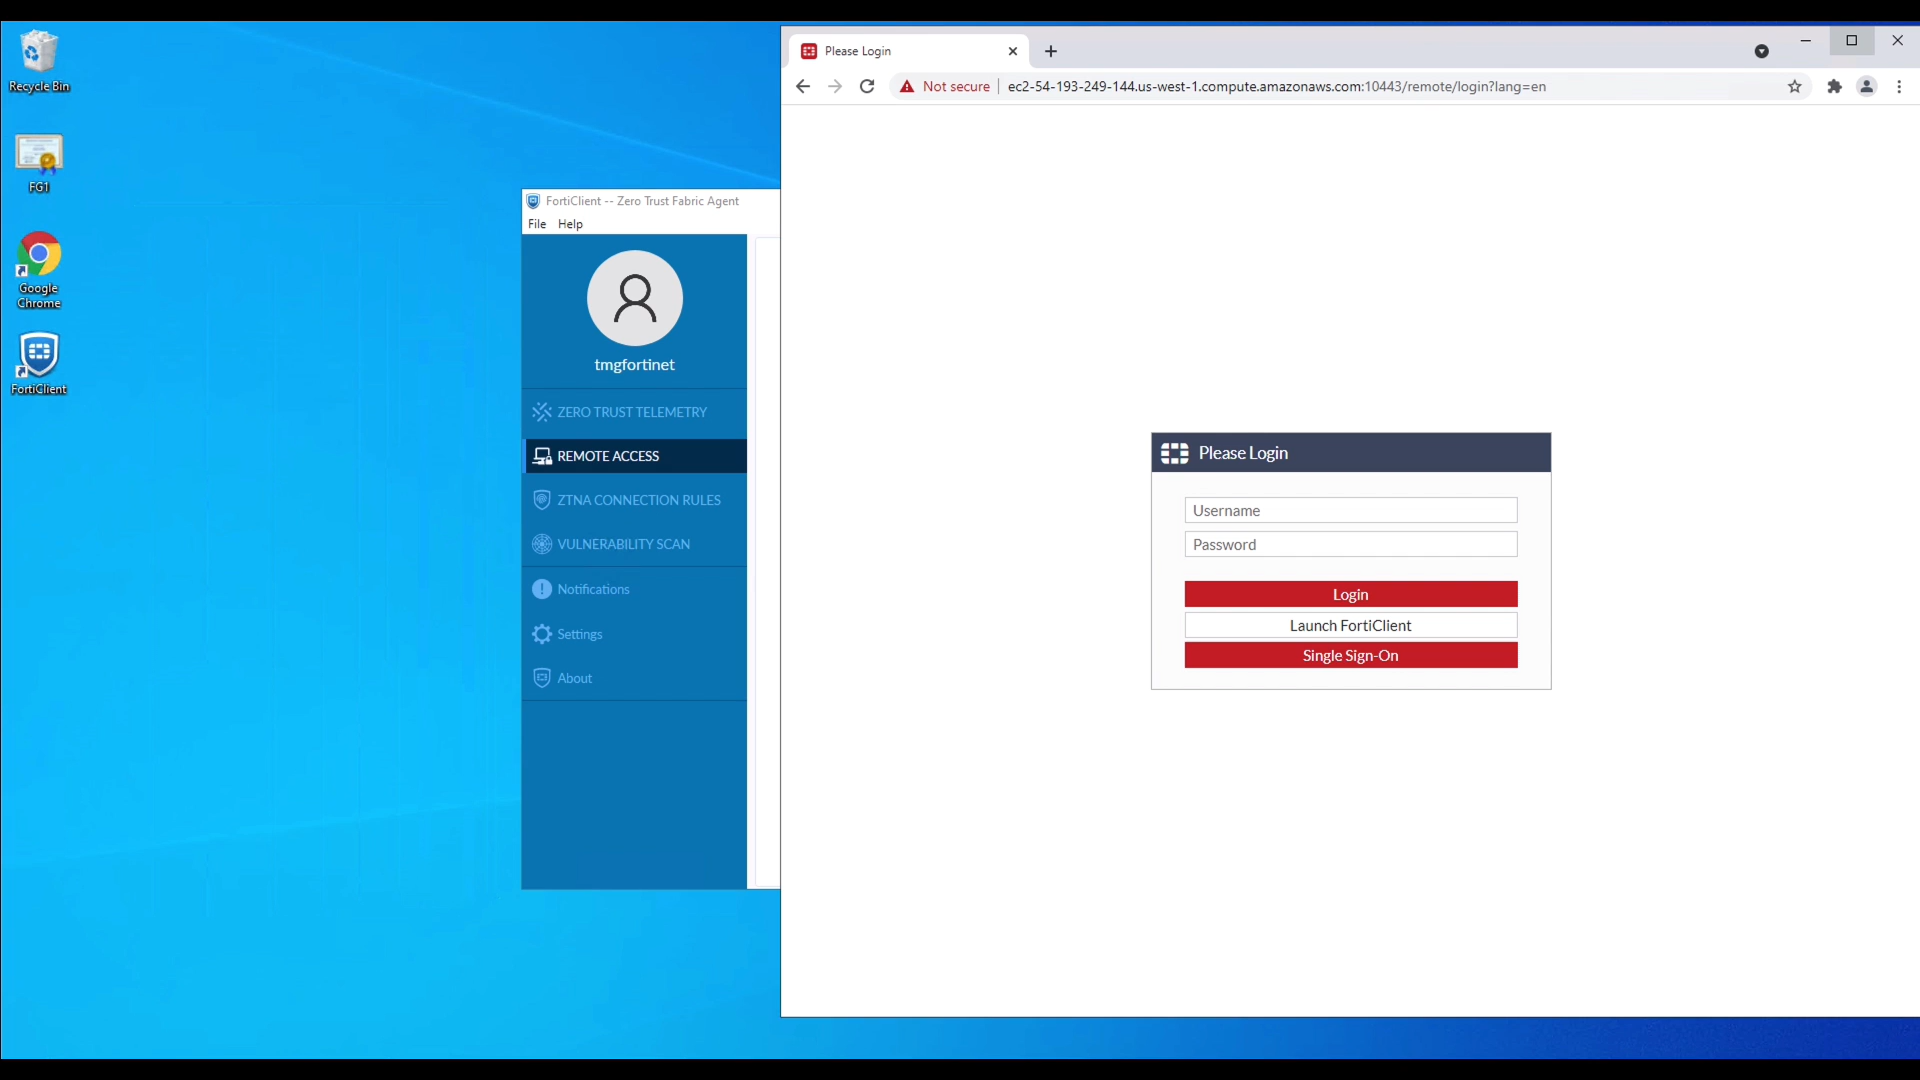 Recycle Bin
FG1
Google
Chrome
FortiClient
FortiClient -- Zero Trust Fabric Agent
File Help
tmgfortinet
ZERO TRUST TELEMETRY
REMOTE ACCESS
ZTNA CONNECTION RULES
VULNERABILITY SCAN
Notifications
Settings
About
Please Login
Not secure ec2-54-193-249-144.us-west-1.compute.amazonaws.com:10443/remote/login?lang=en
Please Login
Username
Password
Login
Launch FortiClient
Single Sign-On